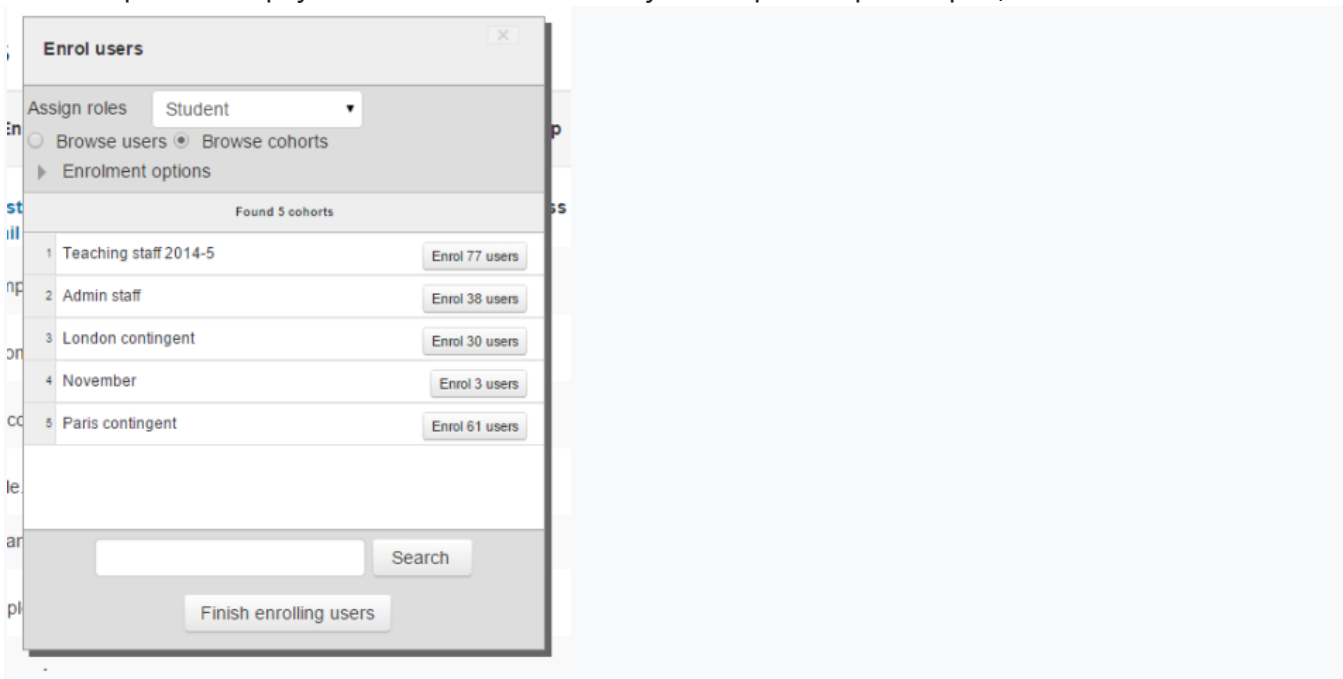 Enrol users
Assign roles Student
Browse users Browse cohorts
Enrolment options
Found 5 cohorts
1 Teaching staff 2014-5 Enrol 77 users
2 Admin staff Enrol 38 users
3 London contingent Enrol 30 users
4 November Enrol 3 users
5 Paris contingent Enrol 61 users
Search
Finish enrolling users